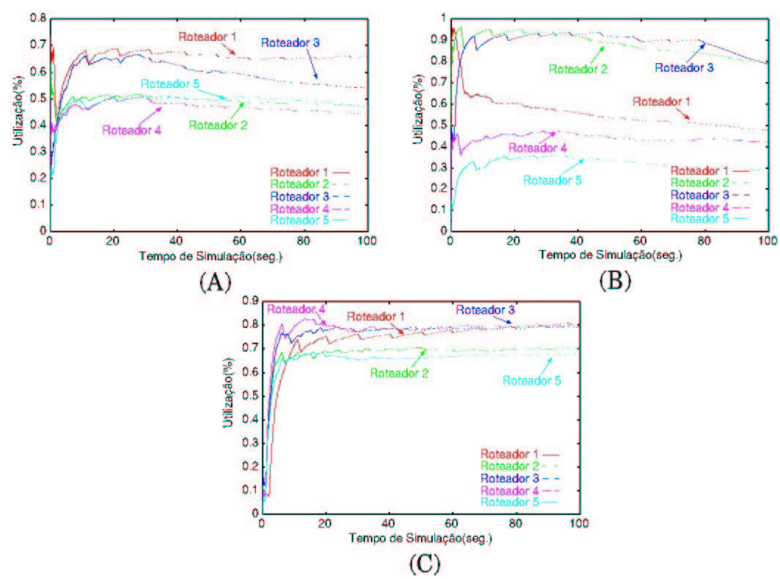 0.8
0.7
0.6
0.5
0.4
0.3
0.2
0.1
0
Utilização(%)
Roteador 1
Roteador 3
Roteador 5
Roteador 4
Roteador 2
Roteador 1
Roteador 2
Roteador 3
Roteador 4
Roteador 5
0 20 40 60 80 100
Tempo de Simulação(seg.)
(A)
1
0.9
0.8
0.7
0.6
0.5
0.4
0.3
0.2
0.1
0
Utilização(%)
Roteador 2
Roteador 3
Roteador 1
Roteador 4
Roteador 5
Roteador 1
Roteador 2
Roteador 3
Roteador 4
Roteador 5
0 20 40 60 80 100
Tempo de Simulação(seg.)
(B)
0.9
0.8
0.7
0.6
0.5
0.4
0.3
0.2
0.1
0
Utilização(%)
Roteador 4
Roteador 1
Roteador 3
Roteador 2
Roteador 5
Roteador 1
Roteador 2
Roteador 3
Roteador 4
Roteador 5
0 20 40 60 80 100
Tempo de Simulação(seg.)
(C)